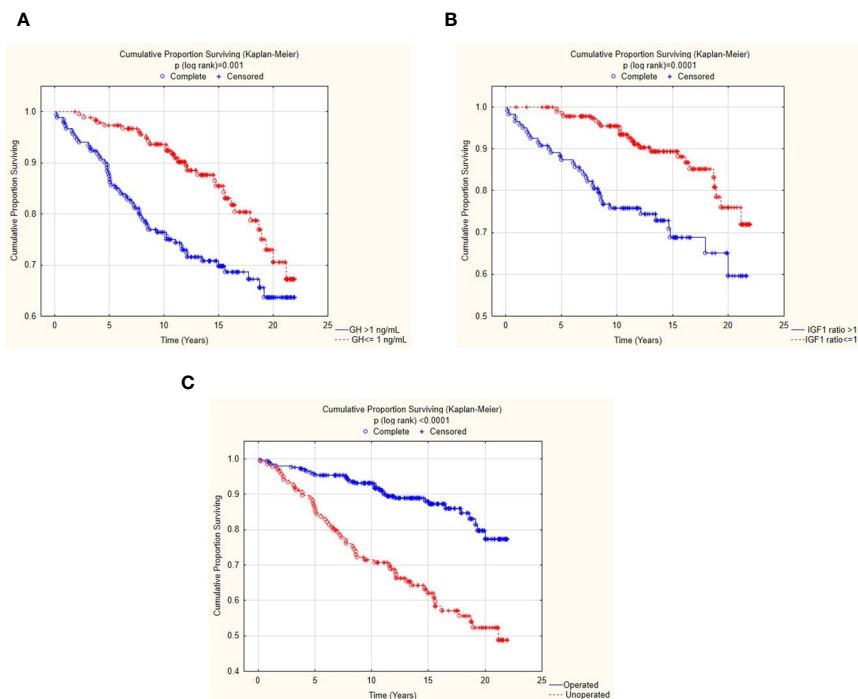 A
Cumulative Proportion Surviving (Kaplan-Meier)
p (log rank)=0.001
○ Complete + Censored
Cumulative Proportion Surviving
1.0
0.9
0.8
0.7
0.6
0 5 10 15 20 25
Time (Years)
GH >1 ng/mL
GH<= 1 ng/mL
B
Cumulative Proportion Surviving (Kaplan-Meier)
p (log rank)=0.0001
○ Complete + Censored
Cumulative Proportion Surviving
1.0
0.9
0.8
0.7
0.6
0.5
0 5 10 15 20 25
Time (Years)
IGF1 ratio >1
IGF1 ratio<=1
C
Cumulative Proportion Surviving (Kaplan-Meier)
p (log rank) <0.0001
○ Complete + Censored
Cumulative Proportion Surviving
1.0
0.9
0.8
0.7
0.6
0.5
0.4
0 5 10 15 20 25
Time (Years)
Operated
Unoperated